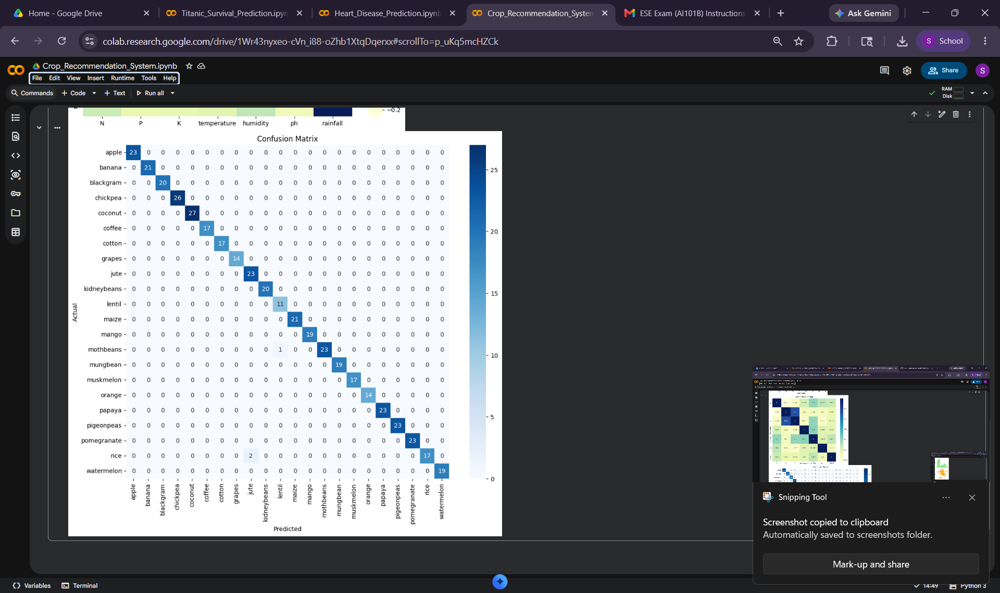 Home - Google Drive
Titanic_Survival_Prediction.ipyn
Heart_Disease_Prediction.ipynb
Crop_Recommendation_System
ESE Exam (AI101B) Instructions
Ask Gemini
colab.research.google.com/drive/1Wr43nyxeo-cVn_i88-oZhb1XtqDqerxx#scrollTo=p_uKq5mcHZCk
S School
CO
Crop_Recommendation_System.ipynb
File Edit View Insert Runtime Tools Help
Share
S
Commands + Code + Text Run all
RAM
Disk
−0.2
N P K temperature humidity ph rainfall
Confusion Matrix
apple 23 0 0 0 0 0 0 0 0 0 0 0 0 0 0 0 0 0 0 0 0 0
banana 0 21 0 0 0 0 0 0 0 0 0 0 0 0 0 0 0 0 0 0 0 0
blackgram 0 0 20 0 0 0 0 0 0 0 0 0 0 0 0 0 0 0 0 0 0 0
chickpea 0 0 0 26 0 0 0 0 0 0 0 0 0 0 0 0 0 0 0 0 0 0
coconut 0 0 0 0 27 0 0 0 0 0 0 0 0 0 0 0 0 0 0 0 0 0
coffee 0 0 0 0 0 17 0 0 0 0 0 0 0 0 0 0 0 0 0 0 0 0
cotton 0 0 0 0 0 0 17 0 0 0 0 0 0 0 0 0 0 0 0 0 0 0
grapes 0 0 0 0 0 0 0 14 0 0 0 0 0 0 0 0 0 0 0 0 0 0
jute 0 0 0 0 0 0 0 0 23 0 0 0 0 0 0 0 0 0 0 0 0 0
kidneybeans 0 0 0 0 0 0 0 0 0 20 0 0 0 0 0 0 0 0 0 0 0 0
lentil 0 0 0 0 0 0 0 0 0 0 11 0 0 0 0 0 0 0 0 0 0 0
maize 0 0 0 0 0 0 0 0 0 0 0 21 0 0 0 0 0 0 0 0 0 0
mango 0 0 0 0 0 0 0 0 0 0 0 0 19 0 0 0 0 0 0 0 0 0
mothbeans 0 0 0 0 0 0 0 0 0 0 1 0 0 23 0 0 0 0 0 0 0 0
mungbean 0 0 0 0 0 0 0 0 0 0 0 0 0 0 19 0 0 0 0 0 0 0
muskmelon 0 0 0 0 0 0 0 0 0 0 0 0 0 0 0 17 0 0 0 0 0 0
orange 0 0 0 0 0 0 0 0 0 0 0 0 0 0 0 0 14 0 0 0 0 0
papaya 0 0 0 0 0 0 0 0 0 0 0 0 0 0 0 0 0 23 0 0 0 0
pigeonpeas 0 0 0 0 0 0 0 0 0 0 0 0 0 0 0 0 0 0 23 0 0 0
pomegranate 0 0 0 0 0 0 0 0 0 0 0 0 0 0 0 0 0 0 0 23 0 0
rice 0 0 0 0 0 0 0 0 2 0 0 0 0 0 0 0 0 0 0 0 17 0
watermelon 0 0 0 0 0 0 0 0 0 0 0 0 0 0 0 0 0 0 0 0 0 19
Actual
apple banana blackgram chickpea coconut coffee cotton grapes jute kidneybeans lentil maize mango mothbeans mungbean muskmelon orange papaya pigeonpeas pomegranate rice watermelon
Predicted
25
20
15
10
5
0
Snipping Tool
Screenshot copied to clipboard
Automatically saved to screenshots folder.
Mark-up and share
Variables Terminal
14:49 Python 3